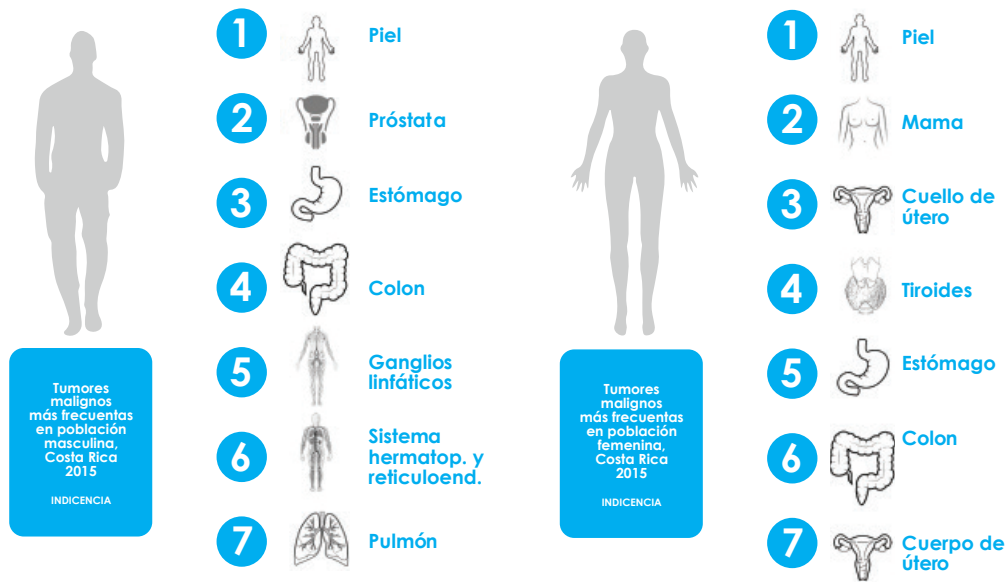 1
Piel
2
Próstata
3
Estómago
4
Colon
5
Ganglios
linfáticos
6
Sistema
hermatop. y
reticuloend.
7
Pulmón
Tumores
malignos
más frecuentas
en población
masculina,
Costa Rica
2015
INDICENCIA
1
Piel
2
Mama
3
Cuello de
útero
4
Tiroides
5
Estómago
6
Colon
7
Cuerpo de
útero
Tumores
malignos
más frecuentas
en población
femenina,
Costa Rica
2015
INDICENCIA